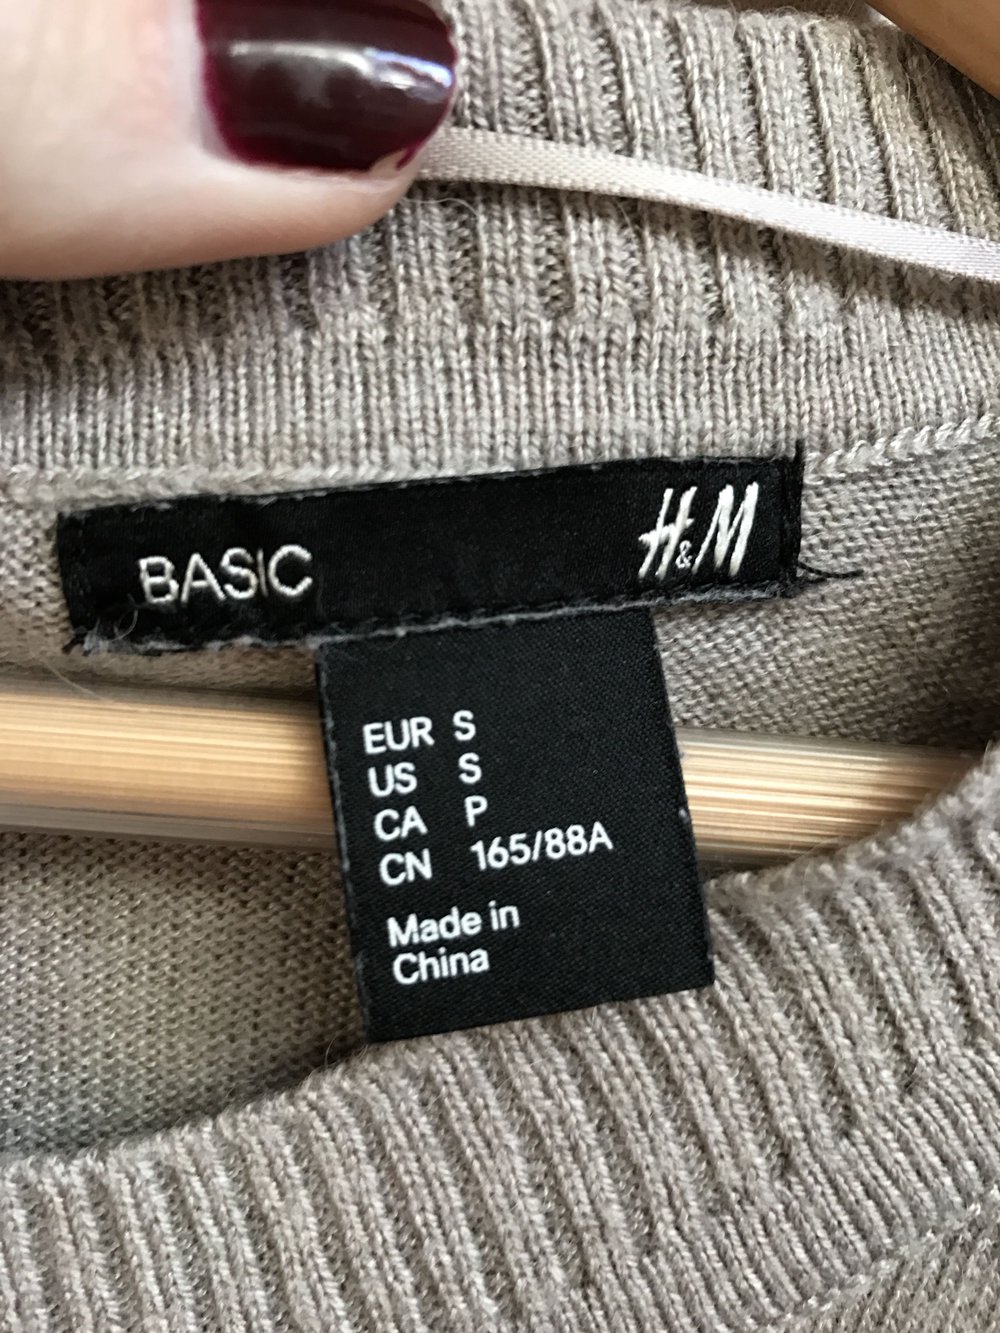 BASIC H&M
EUR S
US S
CA P
CN 165/88A
Made in
China